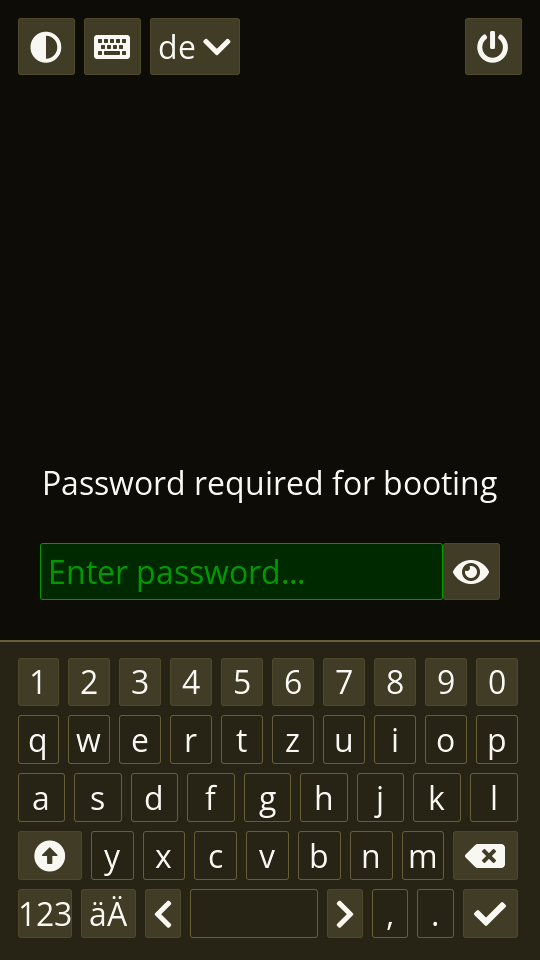 de
Password required for booting
Enter password...
1 2 3 4 5 6 7 8 9 0
q w e r t z u i o p
a s d f g h j k l
y x c v b n m
123 äÄ , .